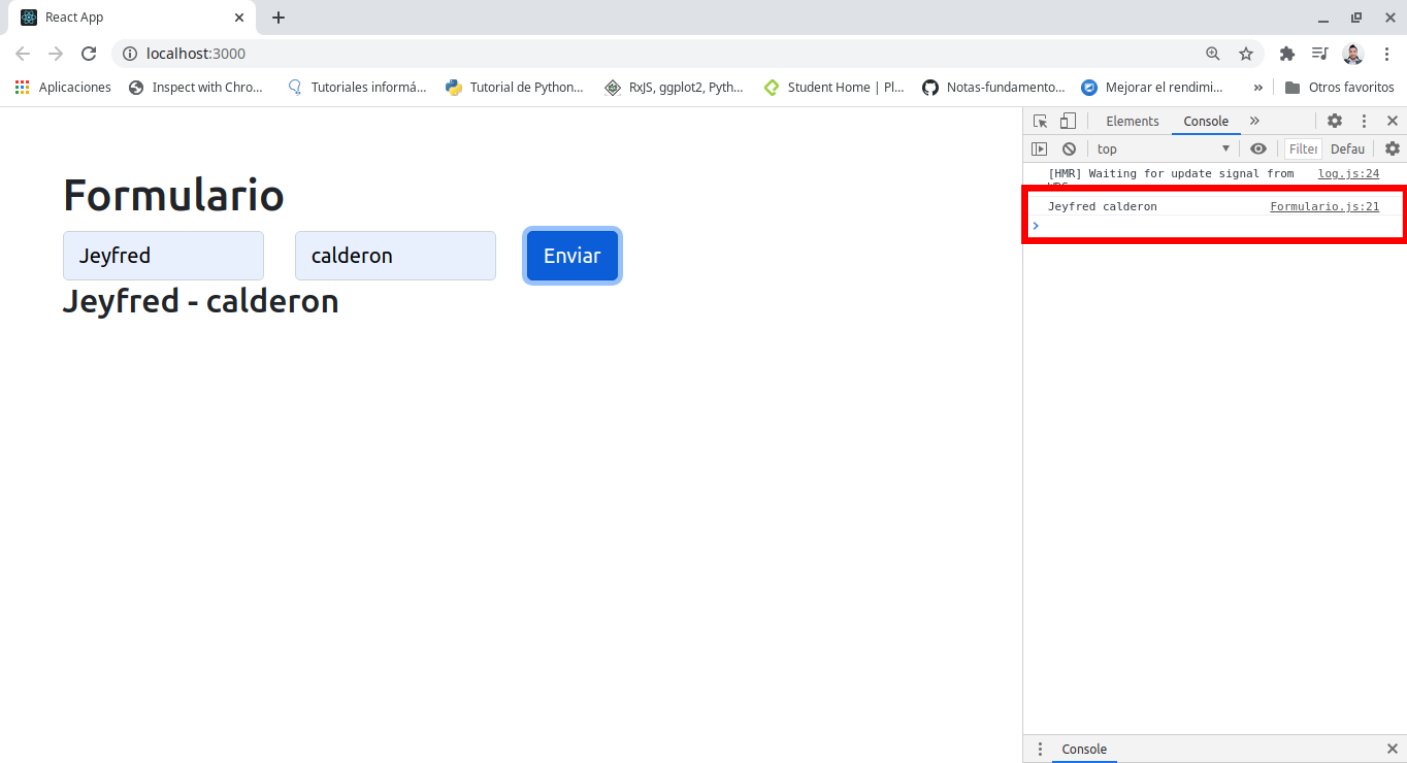 React App
localhost:3000
Aplicaciones Inspect with Chro... Tutoriales informá... Tutorial de Python... RxJS, ggplot2, Pyth... Student Home | Pl... Notas-fundamento... Mejorar el rendimi... » Otros favoritos
Elements Console »
top Filter Defau
[HMR] Waiting for update signal from log.js:24
Jeyfred calderon Formulario.js:21
Formulario
Jeyfred calderon Enviar
Jeyfred - calderon
Console